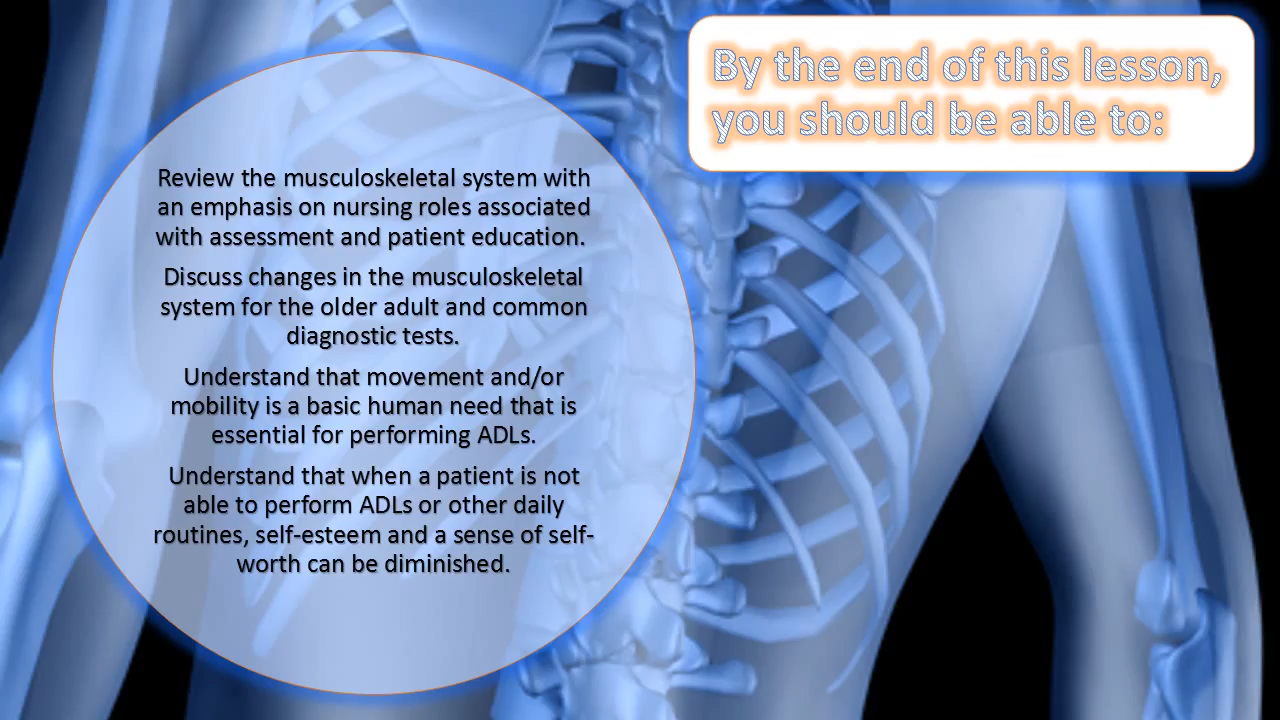 By the end of this lesson,
you should be able to:
Review the musculoskeletal system with
an emphasis on nursing roles associated
with assessment and patient education.
Discuss changes in the musculoskeletal
system for the older adult and common
diagnostic tests.
Understand that movement and/or
mobility is a basic human need that is
essential for performing ADLs.
Understand that when a patient is not
able to perform ADLs or other daily
routines, self-esteem and a sense of self-
worth can be diminished.